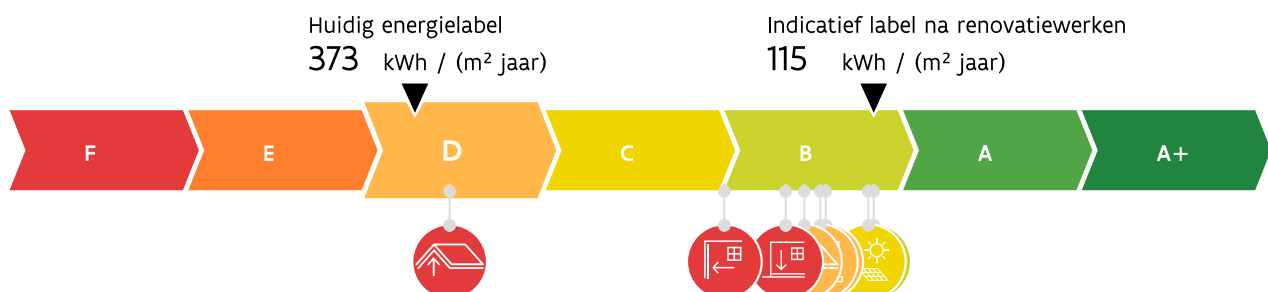 Huidig energielabel
373 kWh / (m² jaar)
Indicatief label na renovatiewerken
115 kWh / (m² jaar)
F E D C B A A+